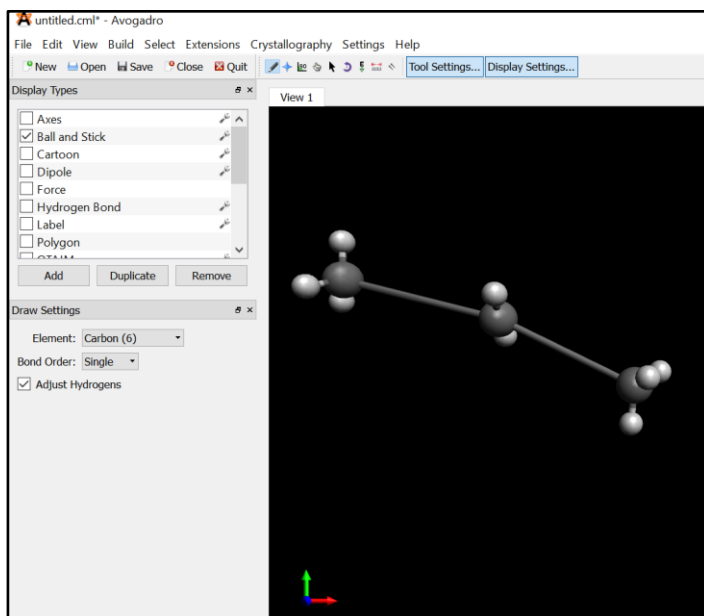 untitled.cml* - Avogadro
File Edit View Build Select Extensions Crystallography Settings Help
New Open Save Close Quit Tool Settings... Display Settings...
Display Types
View 1
Axes
Ball and Stick
Cartoon
Dipole
Force
Hydrogen Bond
Label
Polygon
QTAIM
Add Duplicate Remove
Draw Settings
Element: Carbon (6)
Bond Order: Single
Adjust Hydrogens